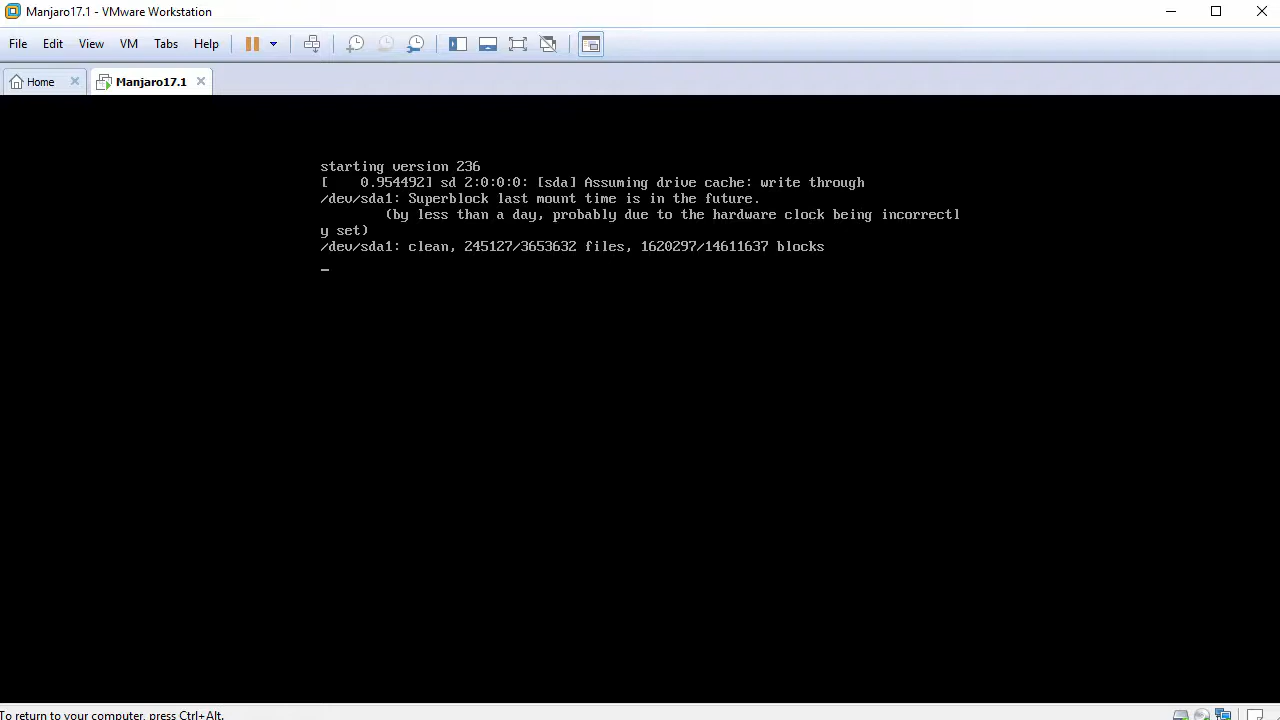 Manjaro17.1 - VMware Workstation
File Edit View VM Tabs Help
Home Manjaro17.1
starting version 236
[    0.954492] sd 2:0:0:0: [sda] Assuming drive cache: write through
/dev/sda1: Superblock last mount time is in the future.
        (by less than a day, probably due to the hardware clock being incorrectl
y set)
/dev/sda1: clean, 245127/3653632 files, 1620297/14611637 blocks
To return to your computer, press Ctrl+Alt.